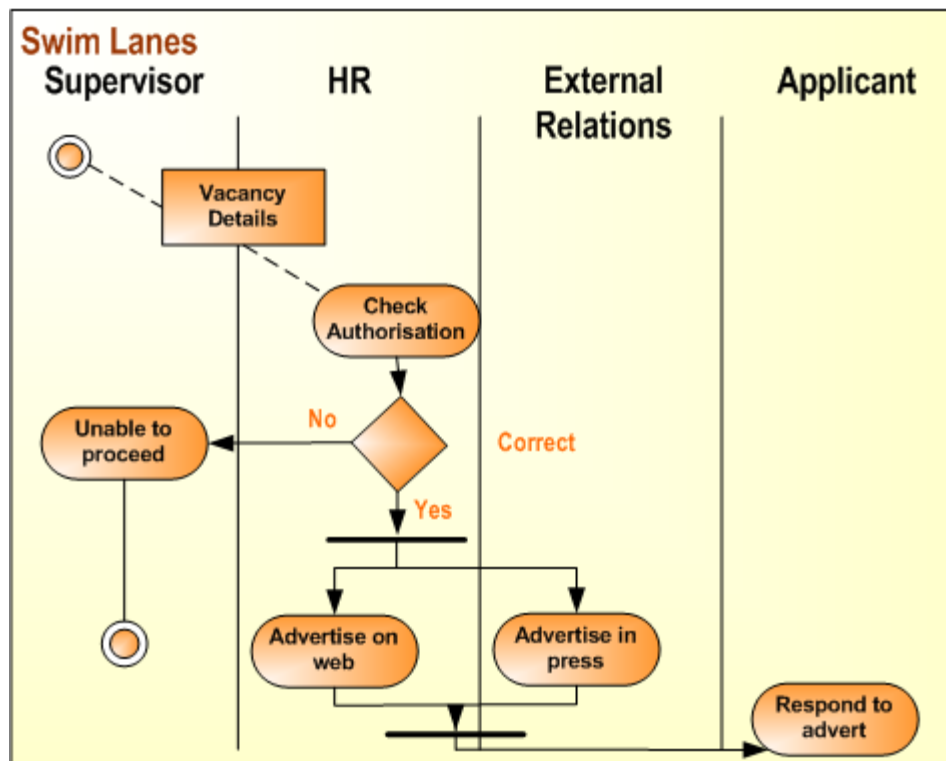 Swim Lanes
Supervisor
HR
External
Relations
Applicant
Vacancy
Details
Check
Authorisation
No
Unable to
proceed
Correct
Yes
Advertise on
web
Advertise in
press
Respond to
advert